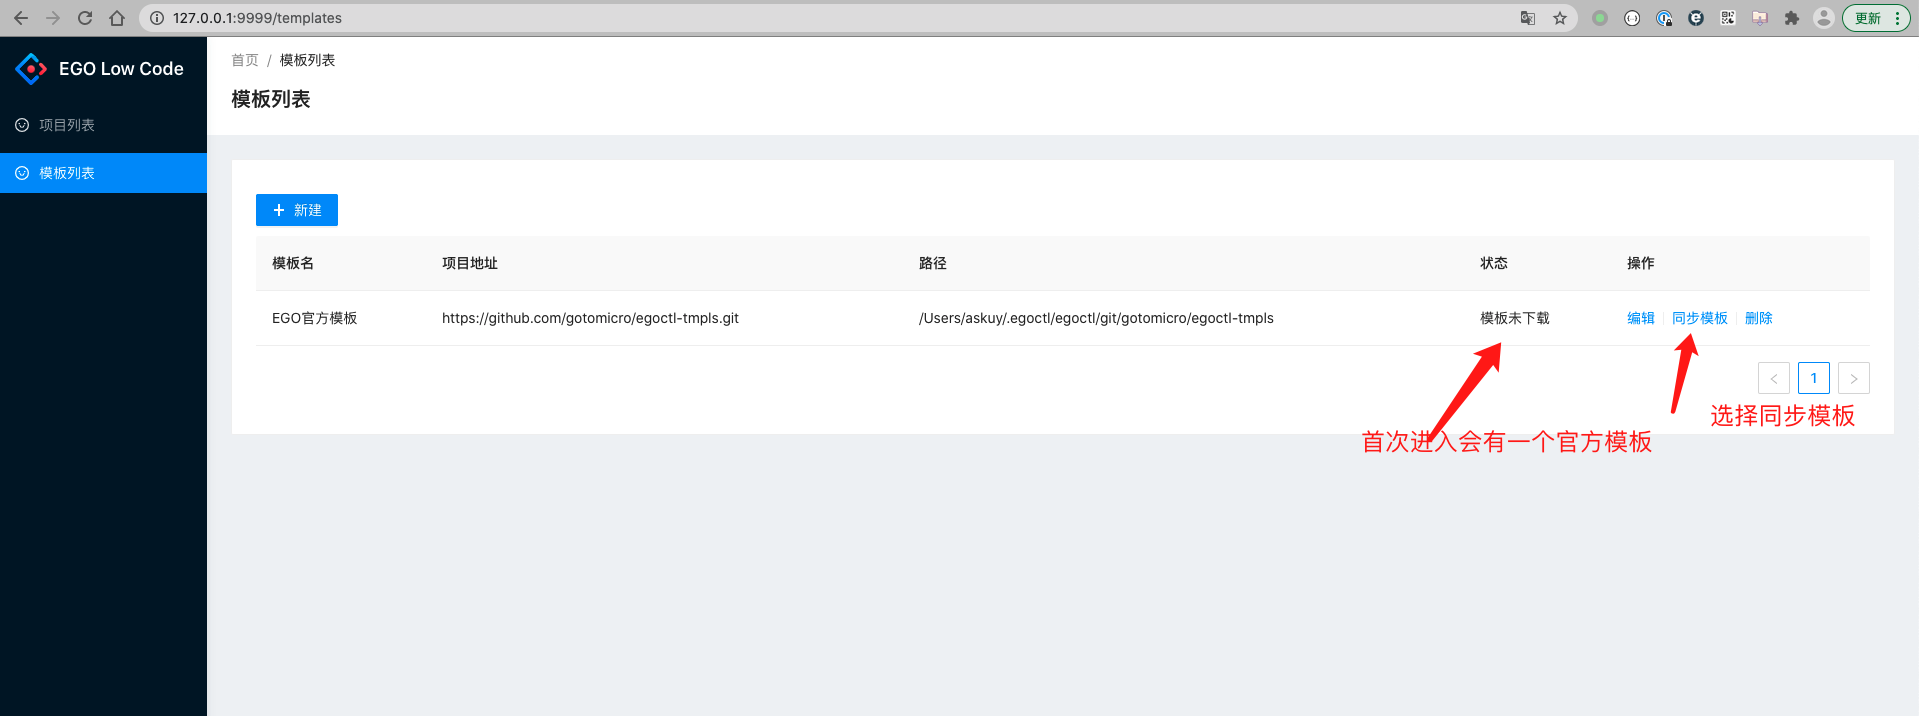 127.0.0.1:9999/templates
更新
EGO Low Code
项目列表
模板列表
首页 / 模板列表
模板列表
+ 新建
模板名 项目地址 路径 状态 操作
EGO官方模板 https://github.com/gotomicro/egoctl-tmpls.git /Users/askuy/.egoctl/egoctl/git/gotomicro/egoctl-tmpls 模板未下载 编辑 同步模板 删除
< 1 >
选择同步模板
首次进入会有一个官方模板